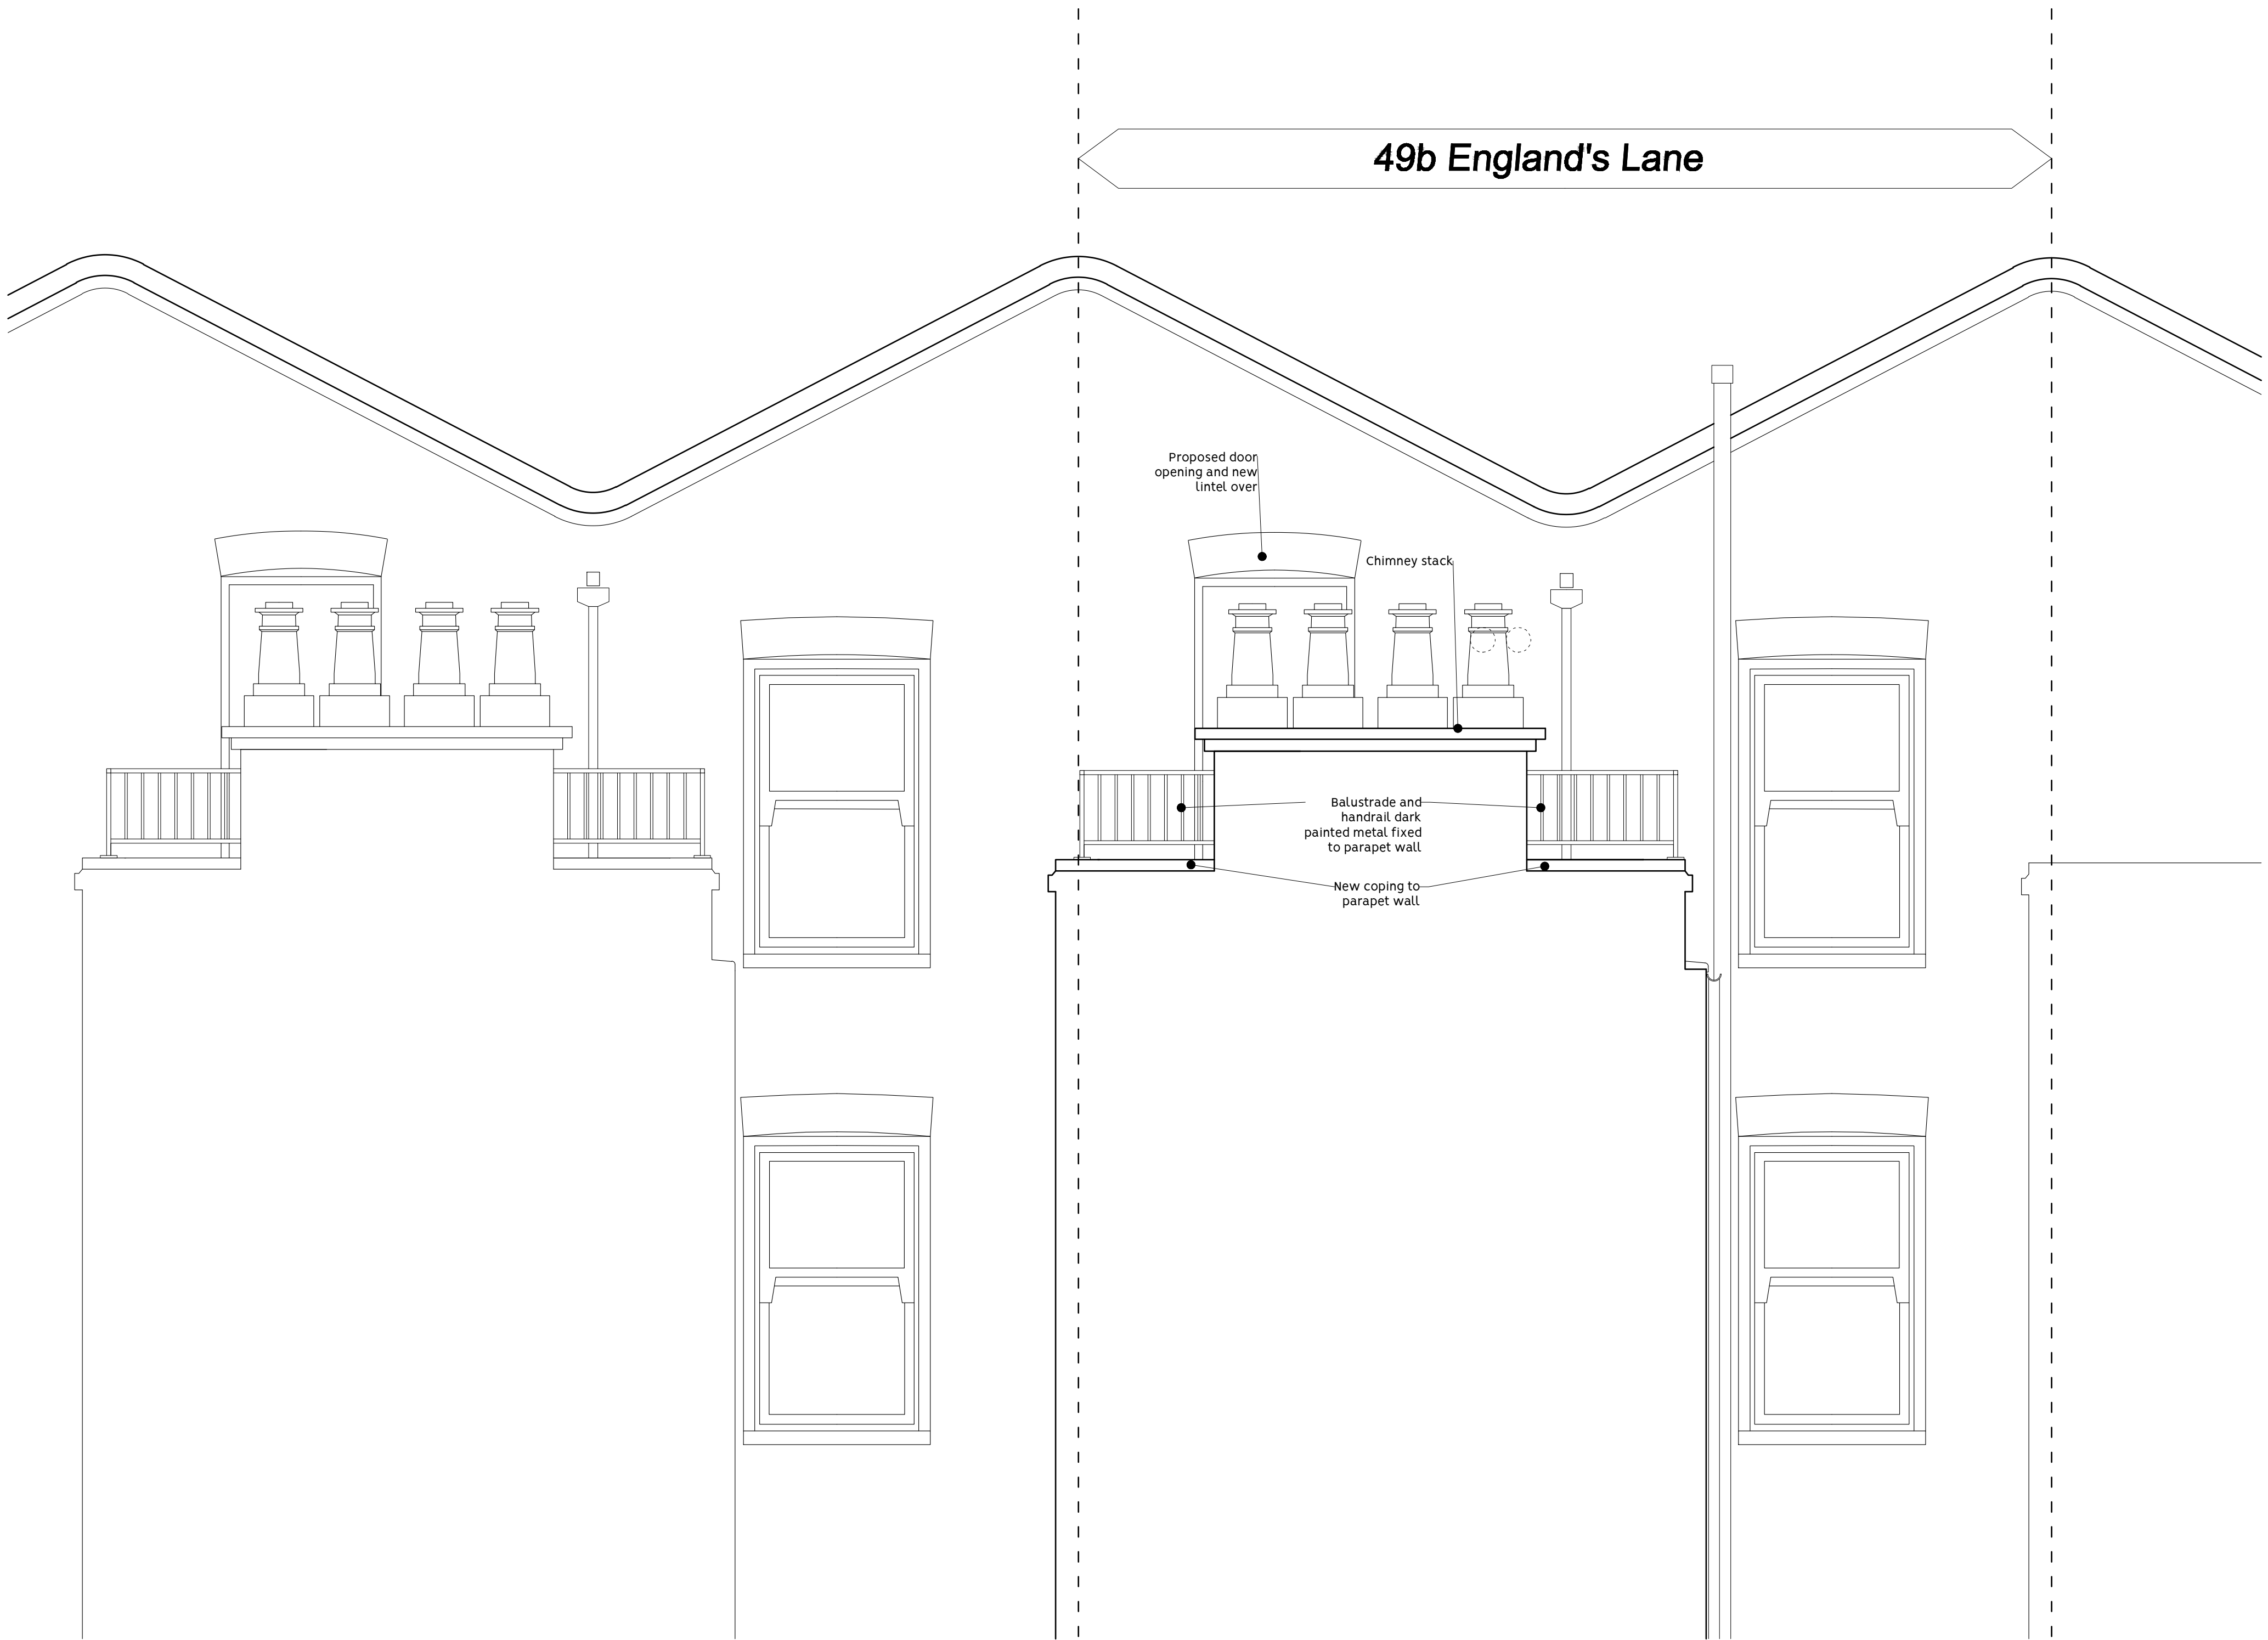 49b England's Lane
Proposed door
opening and new
lintel over
Chimney stack
Balustrade and
handrail dark
painted metal fixed
to parapet wall
New coping to
parapet wall